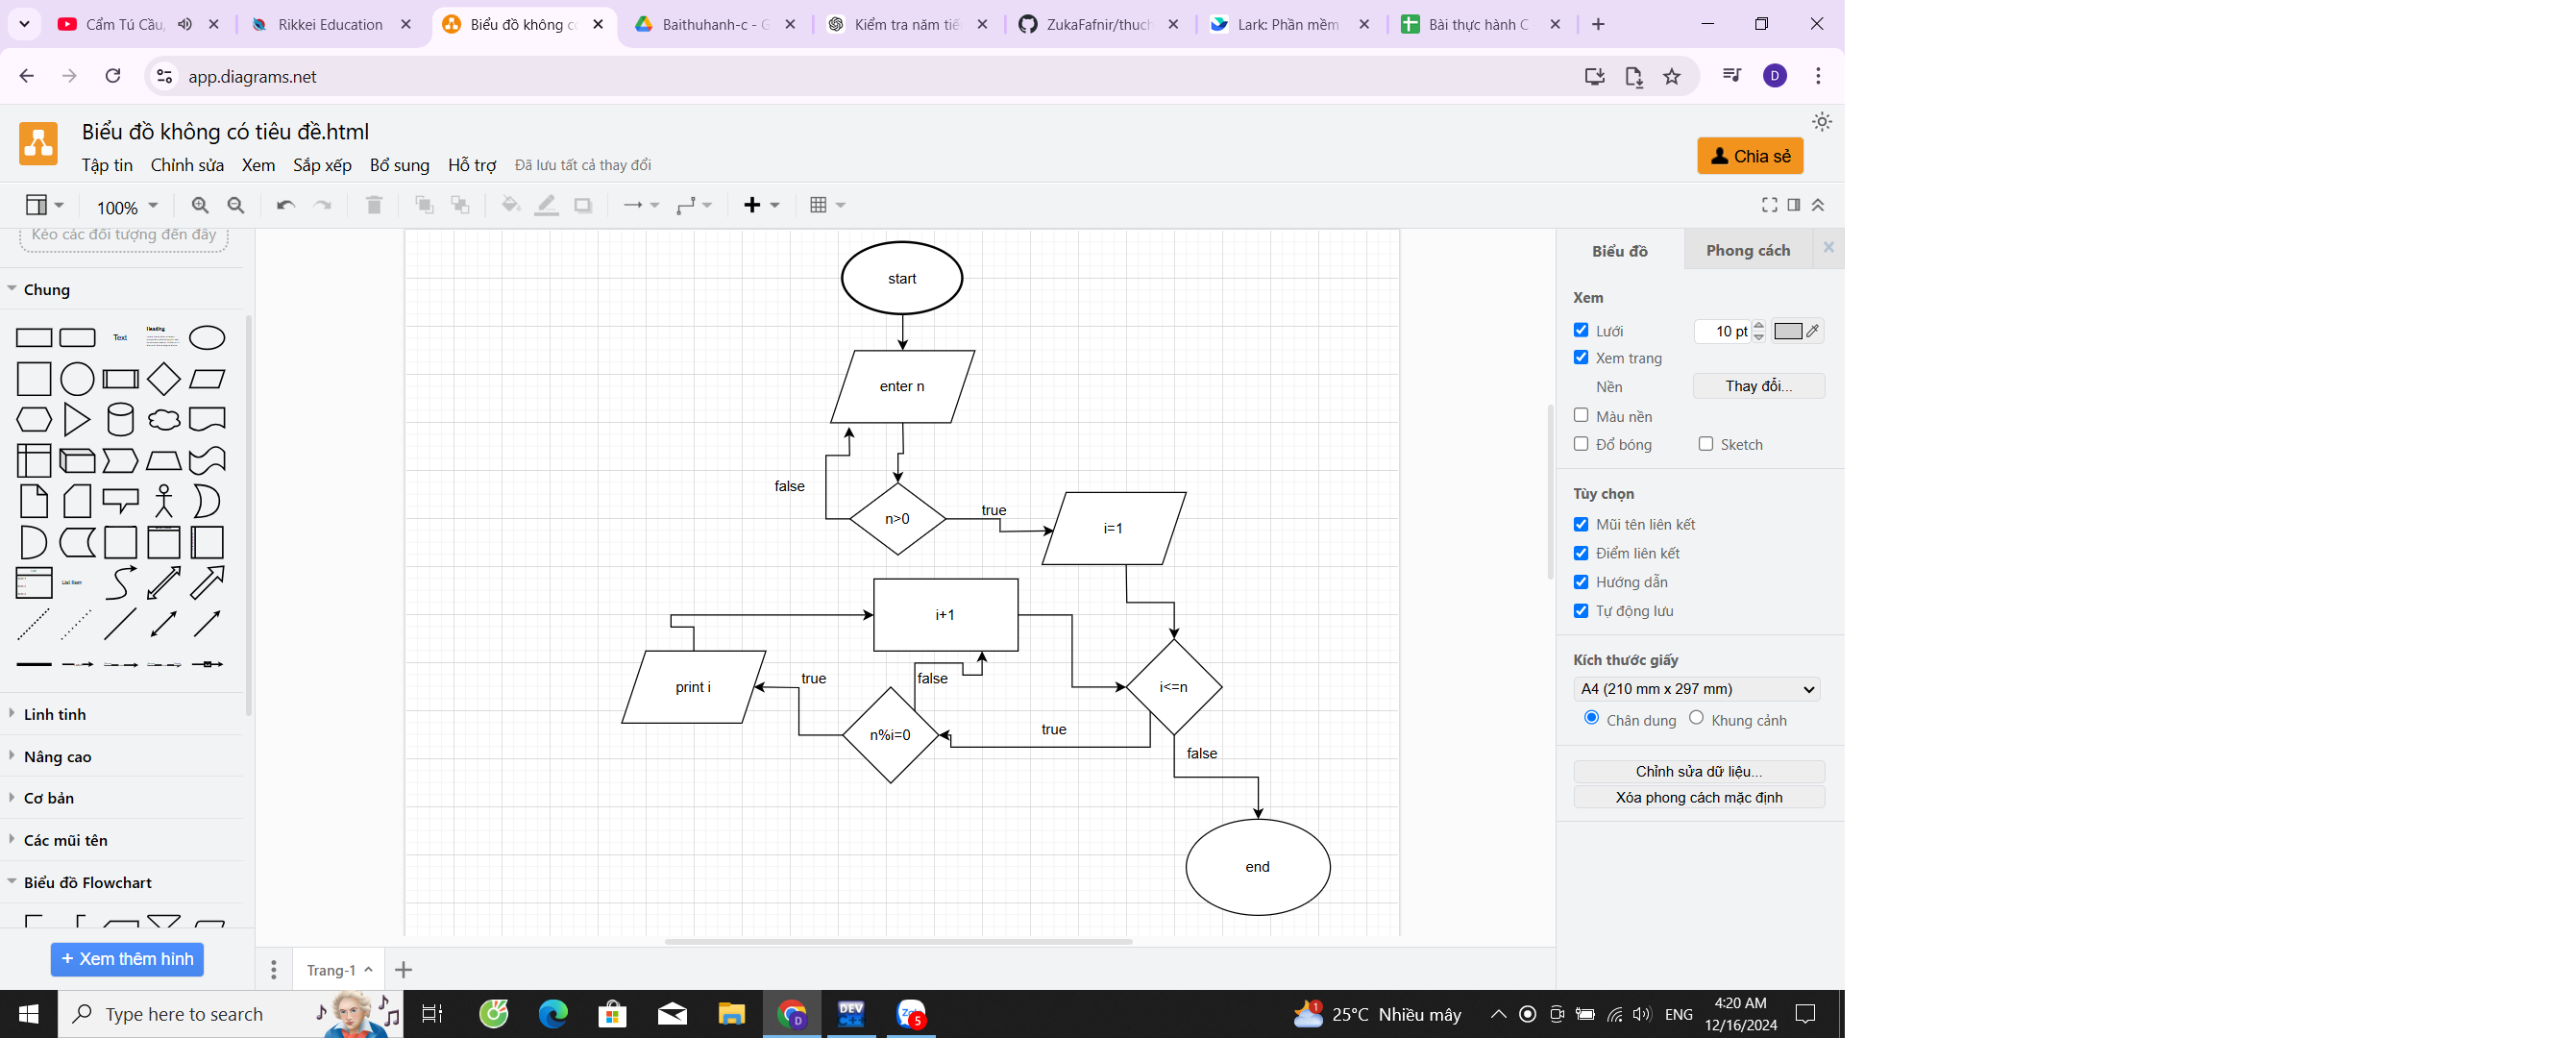 Cẩm Tú Cầu,
Rikkei Education
Biểu đồ không có
Baithuhanh-c - G
Kiểm tra năm tiế
ZukaFafnir/thuch
Lark: Phần mềm
Bài thực hành C
app.diagrams.net
D
Biểu đồ không có tiêu đề.html
Tập tin Chỉnh sửa Xem Sắp xếp Bổ sung Hỗ trợ Đã lưu tất cả thay đổi
Chia sẻ
100%
Kéo các đối tượng đến đây
Chung
Text
Heading
List Item
Linh tinh
Nâng cao
Cơ bản
Các mũi tên
Biểu đồ Flowchart
+ Xem thêm hình
start
enter n
false
n>0
true
i=1
i+1
print i
true
false
i<=n
n%i=0
true
false
end
Trang-1
Biểu đồ
Phong cách
Xem
Lưới
10 pt
Xem trang
Nền
Thay đổi...
Màu nền
Đổ bóng
Sketch
Tùy chọn
Mũi tên liên kết
Điểm liên kết
Hướng dẫn
Tự động lưu
Kích thước giấy
A4 (210 mm x 297 mm)
Chân dung
Khung cảnh
Chỉnh sửa dữ liệu...
Xóa phong cách mặc định
Type here to search
D
DEV
C++
5
1
25°C Nhiều mây
ENG
4:20 AM
12/16/2024